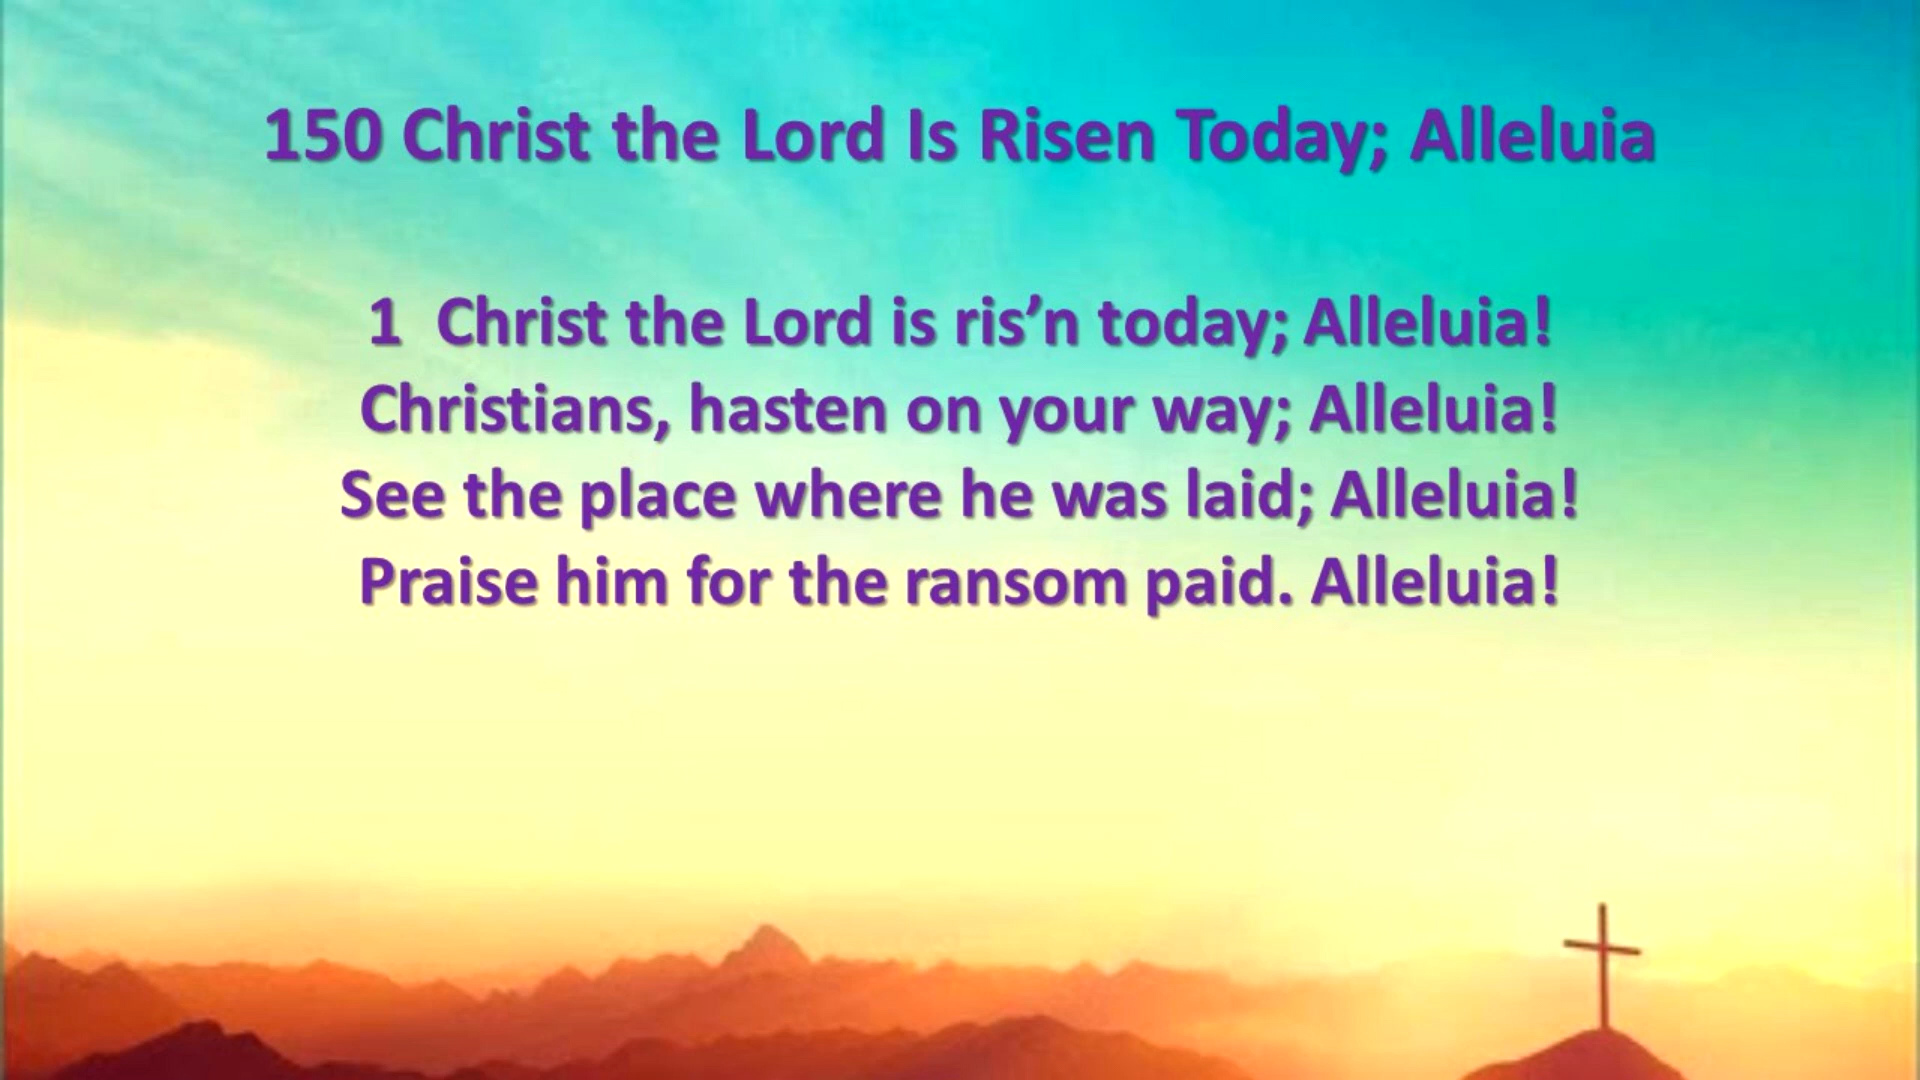 150 Christ the Lord Is Risen Today; Alleluia
1 Christ the Lord is ris’n today; Alleluia!
Christians, hasten on your way; Alleluia!
See the place where he was laid; Alleluia!
Praise him for the ransom paid. Alleluia!